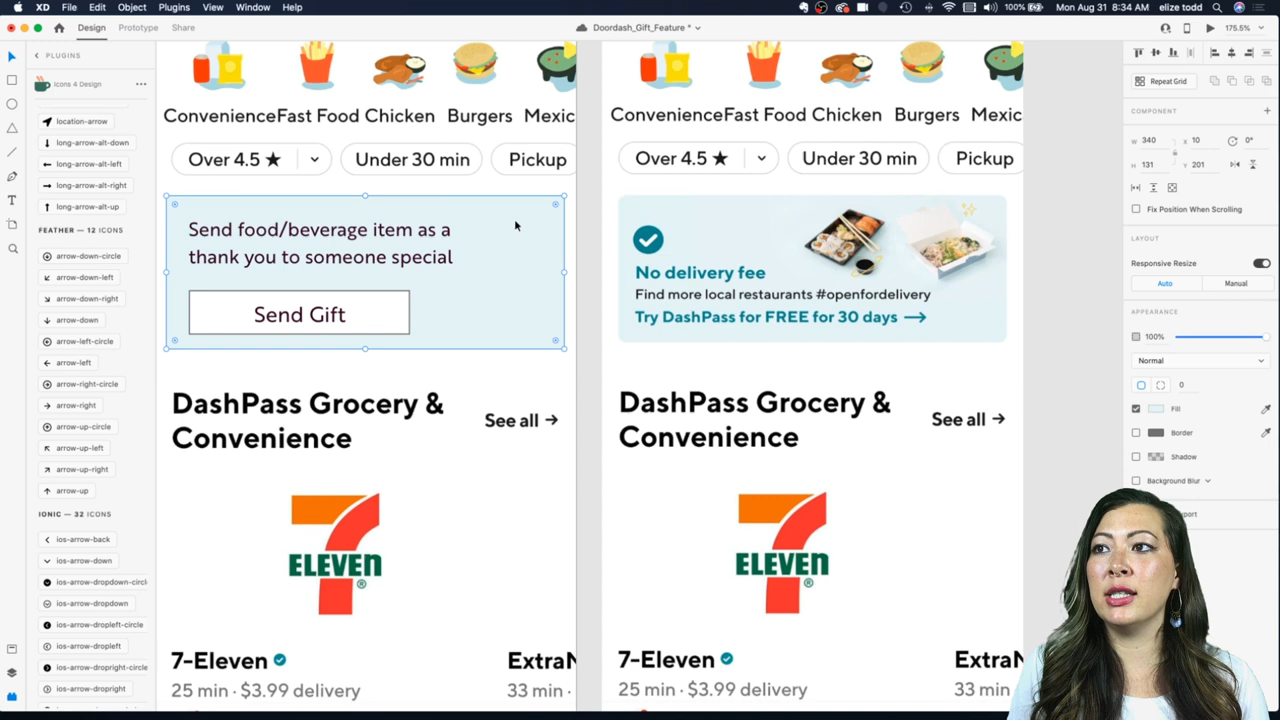 XD File Edit Object Plugins View Window Help 100% Mon Aug 31 8:34 AM elize todd
Design Prototype Share Doordash_Gift_Feature * 175.5%
PLUGINS
Icons 4 Design
location-arrow
long-arrow-alt-down
long-arrow-alt-left
long-arrow-alt-right
long-arrow-alt-up
FEATHER — 12 ICONS
arrow-down-circle
arrow-down-left
arrow-down-right
arrow-down
arrow-left-circle
arrow-left
arrow-right-circle
arrow-right
arrow-up-circle
arrow-up-left
arrow-up-right
arrow-up
IONIC — 32 ICONS
ios-arrow-back
ios-arrow-down
ios-arrow-dropdown-circl
ios-arrow-dropdown
ios-arrow-dropleft-circle
ios-arrow-dropleft
ios-arrow-dropright-circle
ios-arrow-dropright
Convenience Fast Food Chicken Burgers Mexic
Over 4.5 ★ Under 30 min Pickup
Send food/beverage item as a
thank you to someone special
Send Gift
DashPass Grocery &
Convenience
See all →
7
ELEVEN
®
7-Eleven
25 min · $3.99 delivery
ExtraM
33 min ·
Convenience Fast Food Chicken Burgers Mexic
Over 4.5 ★ Under 30 min Pickup
No delivery fee
Find more local restaurants #openfordelivery
Try DashPass for FREE for 30 days →
DashPass Grocery &
Convenience
See all →
7
ELEVEN
®
7-Eleven
25 min · $3.99 delivery
ExtraM
33 min
Repeat Grid
COMPONENT
W 340 X 10 0°
H 131 Y 201
Fix Position When Scrolling
LAYOUT
Responsive Resize
Auto Manual
APPEARANCE
100%
Normal
0
Fill
Border
Shadow
Background Blur